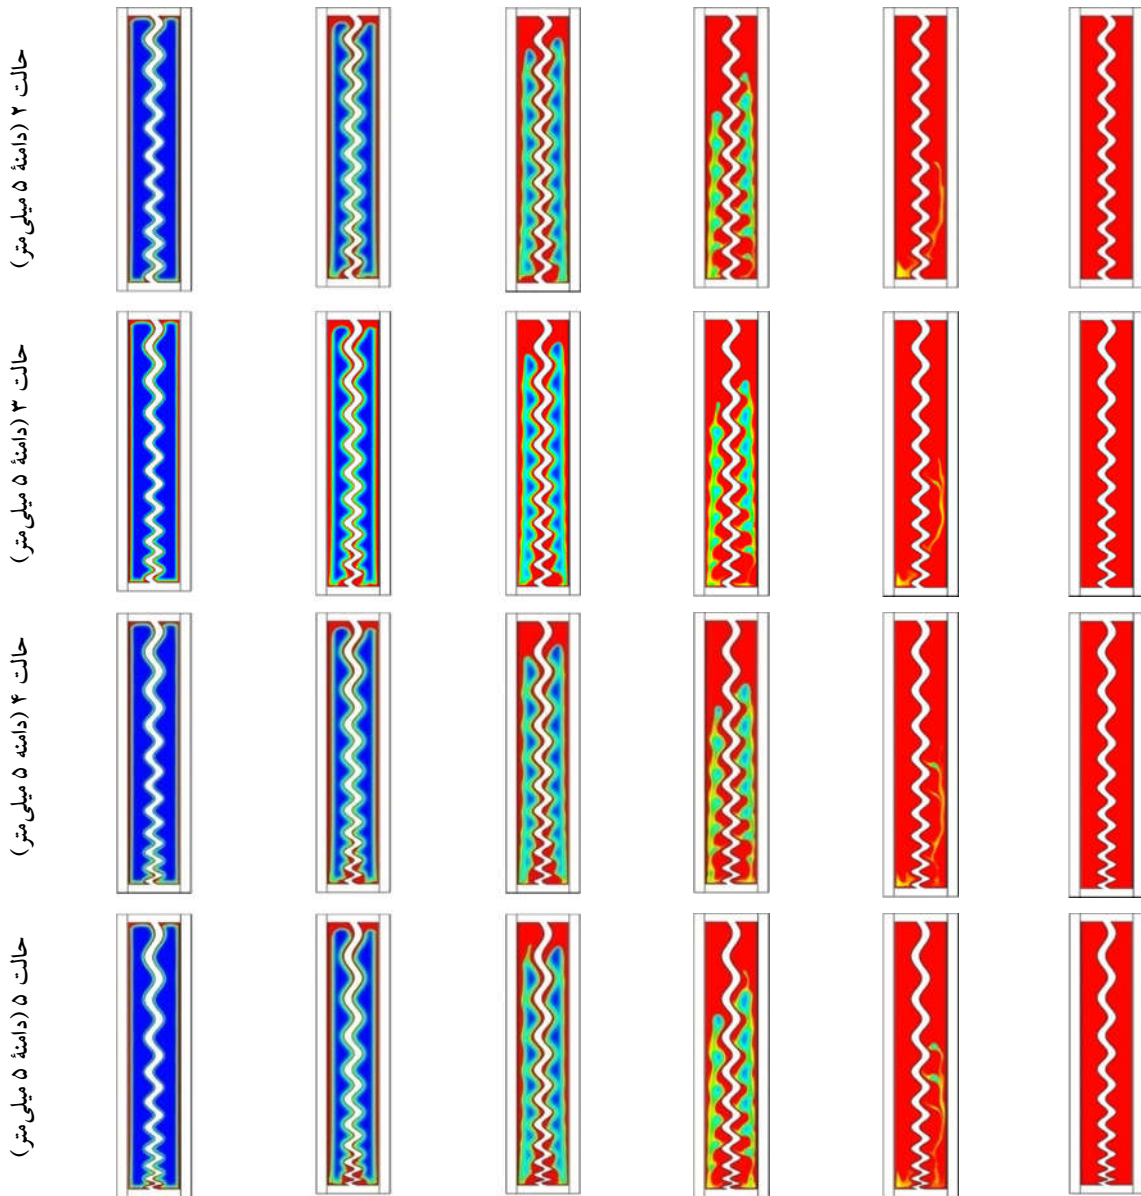 حالت ۲ (دامنهٔ ۵ میلی‌متر)
حالت ۳ (دامنهٔ ۵ میلی‌متر)
حالت ۴ (دامنه ۵ میلی‌متر)
حالت ۵ (دامنهٔ ۵ میلی‌متر)